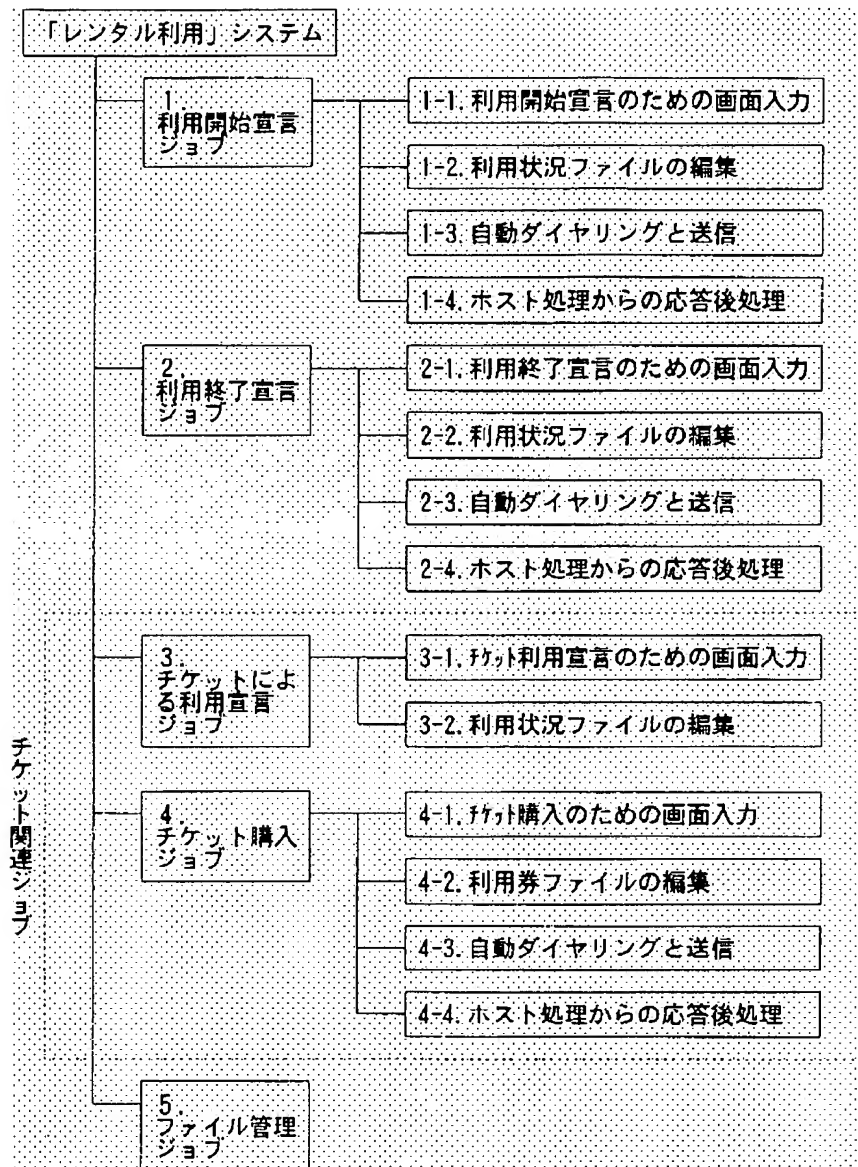 「レンタル利用」システム
1.
利用開始宣言
ジョブ
1-1.利用開始宣言のための画面入力
1-2.利用状況ファイルの編集
1-3.自動ダイヤリングと送信
1-4.ホスト処理からの応答後処理
2.
利用終了宣言
ジョブ
2-1.利用終了宣言のための画面入力
2-2.利用状況ファイルの編集
2-3.自動ダイヤリングと送信
2-4.ホスト処理からの応答後処理
チケット関連ジョブ
3.
チケットによ
る利用宣言
ジョブ
3-1.ﾁｹｯﾄ利用宣言のための画面入力
3-2.利用状況ファイルの編集
4.
チケット購入
ジョブ
4-1.ﾁｹｯﾄ購入のための画面入力
4-2.利用券ファイルの編集
4-3.自動ダイヤリングと送信
4-4.ホスト処理からの応答後処理
5.
ファイル管理
ジョブ